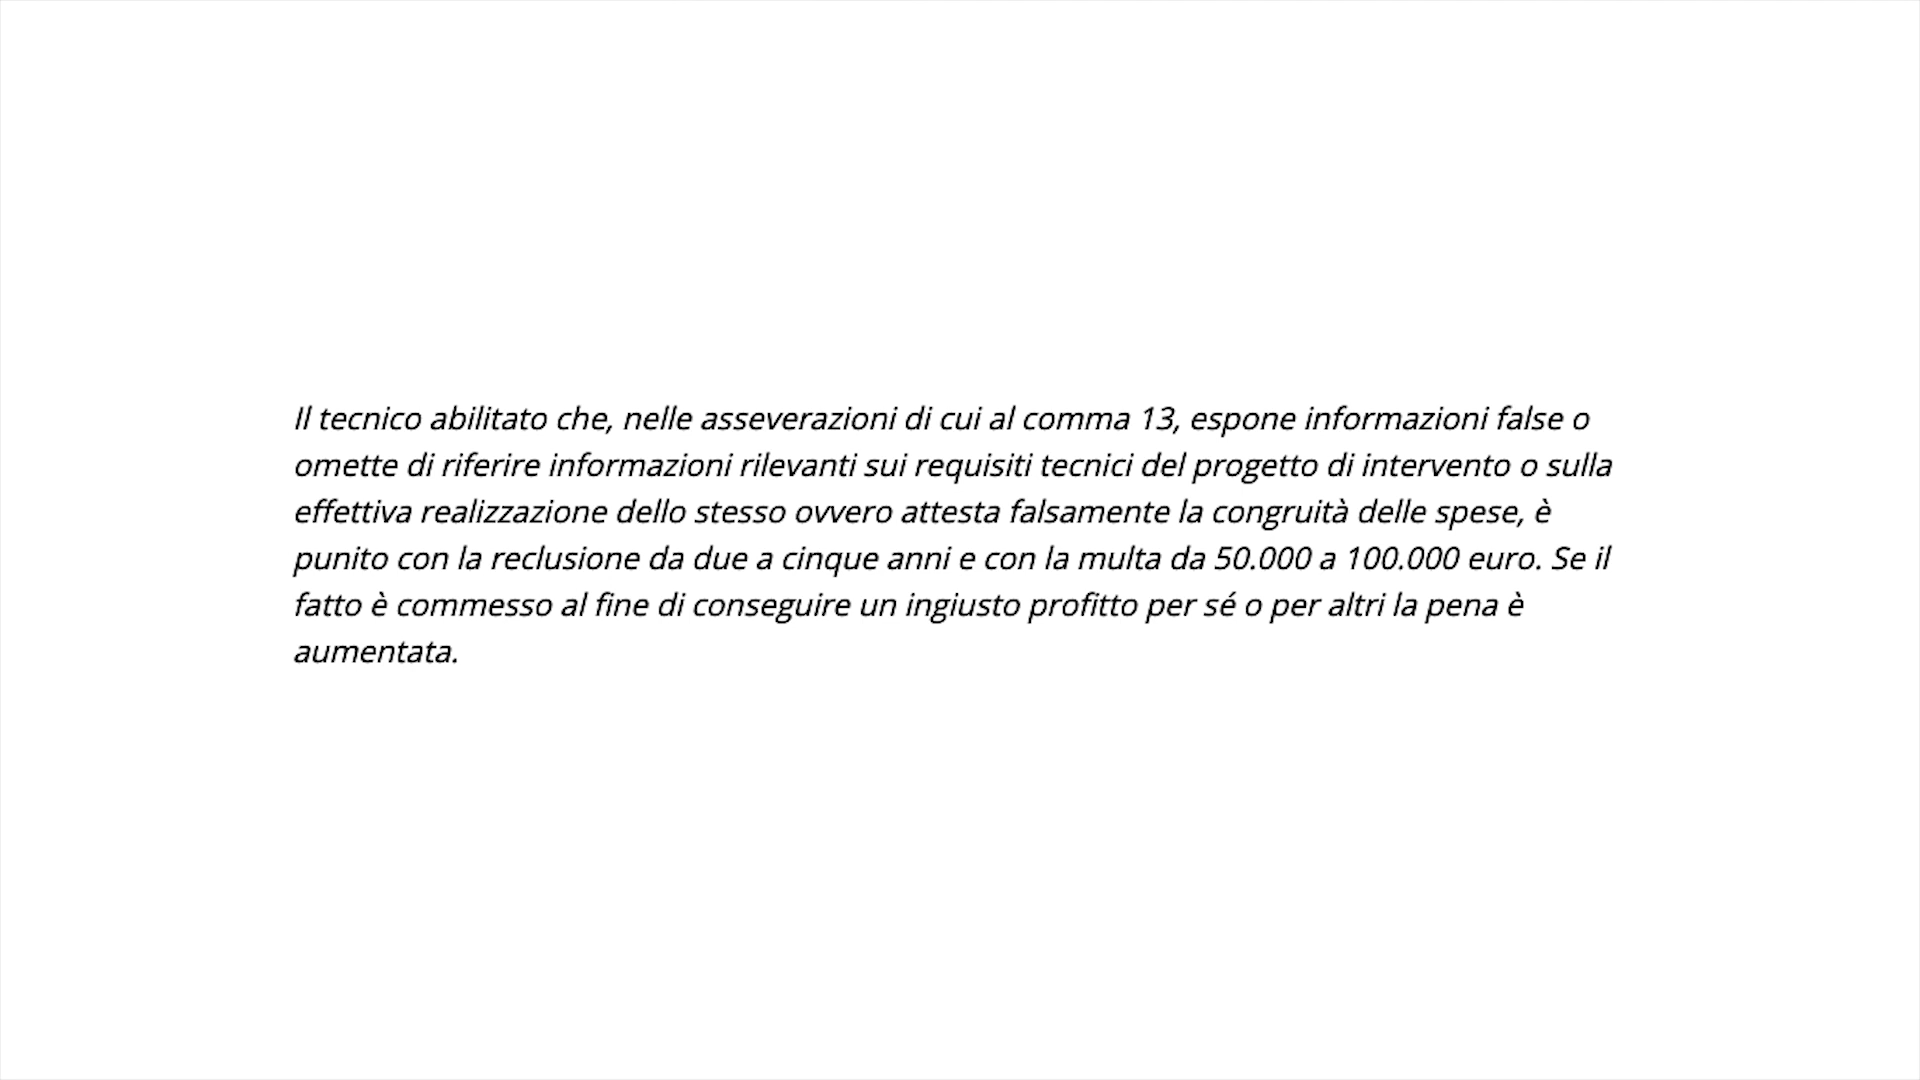 Il tecnico abilitato che, nelle asseverazioni di cui al comma 13, espone informazioni false o
omette di riferire informazioni rilevanti sui requisiti tecnici del progetto di intervento o sulla
effettiva realizzazione dello stesso ovvero attesta falsamente la congruità delle spese, è
punito con la reclusione da due a cinque anni e con la multa da 50.000 a 100.000 euro. Se il
fatto è commesso al fine di conseguire un ingiusto profitto per sé o per altri la pena è
aumentata.